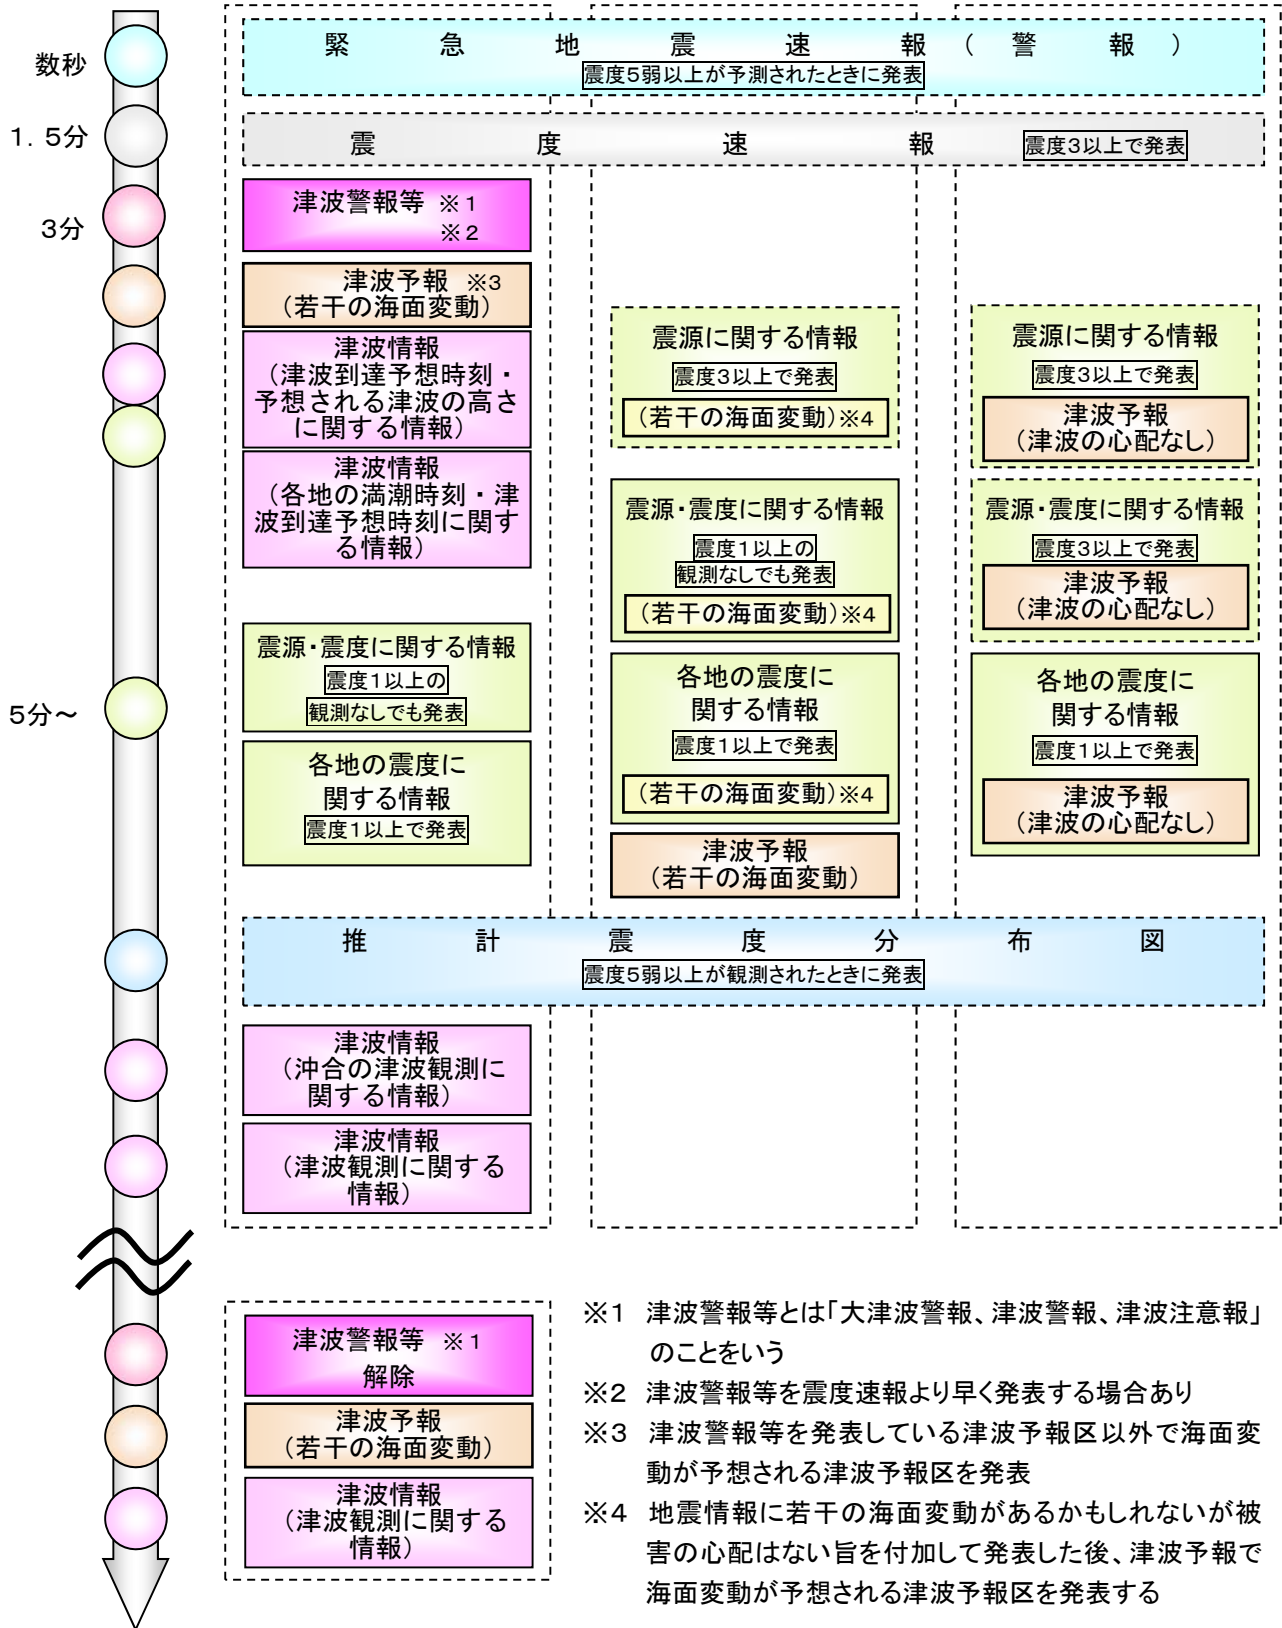 数秒
緊急地震速報(警報)
震度5弱以上が予測されたときに発表
1.5分
震度速報
震度3以上で発表
3分
津波警報等 ※1
※2
津波予報 ※3
(若干の海面変動)
津波情報
(津波到達予想時刻・
予想される津波の高さ
に関する情報)
津波情報
(各地の満潮時刻・津
波到達予想時刻に関す
る情報)
5分～
震源・震度に関する情報
震度1以上の
観測なしでも発表
各地の震度に
関する情報
震度1以上で発表
震源に関する情報
震度3以上で発表
(若干の海面変動)※4
震源・震度に関する情報
震度1以上の
観測なしでも発表
(若干の海面変動)※4
各地の震度に
関する情報
震度1以上で発表
(若干の海面変動)※4
津波予報
(若干の海面変動)
震源に関する情報
震度3以上で発表
津波予報
(津波の心配なし)
震源・震度に関する情報
震度3以上で発表
津波予報
(津波の心配なし)
各地の震度に
関する情報
震度1以上で発表
津波予報
(津波の心配なし)
推計震度分布図
震度5弱以上が観測されたときに発表
津波情報
(沖合の津波観測に
関する情報)
津波情報
(津波観測に関する
情報)
津波警報等 ※1
解除
津波予報
(若干の海面変動)
津波情報
(津波観測に関する
情報)
※1 津波警報等とは「大津波警報、津波警報、津波注意報」
のことをいう
※2 津波警報等を震度速報より早く発表する場合あり
※3 津波警報等を発表している津波予報区以外で海面変
動が予想される津波予報区を発表
※4 地震情報に若干の海面変動があるかもしれないが被
害の心配はない旨を付加して発表した後、津波予報で
海面変動が予想される津波予報区を発表する